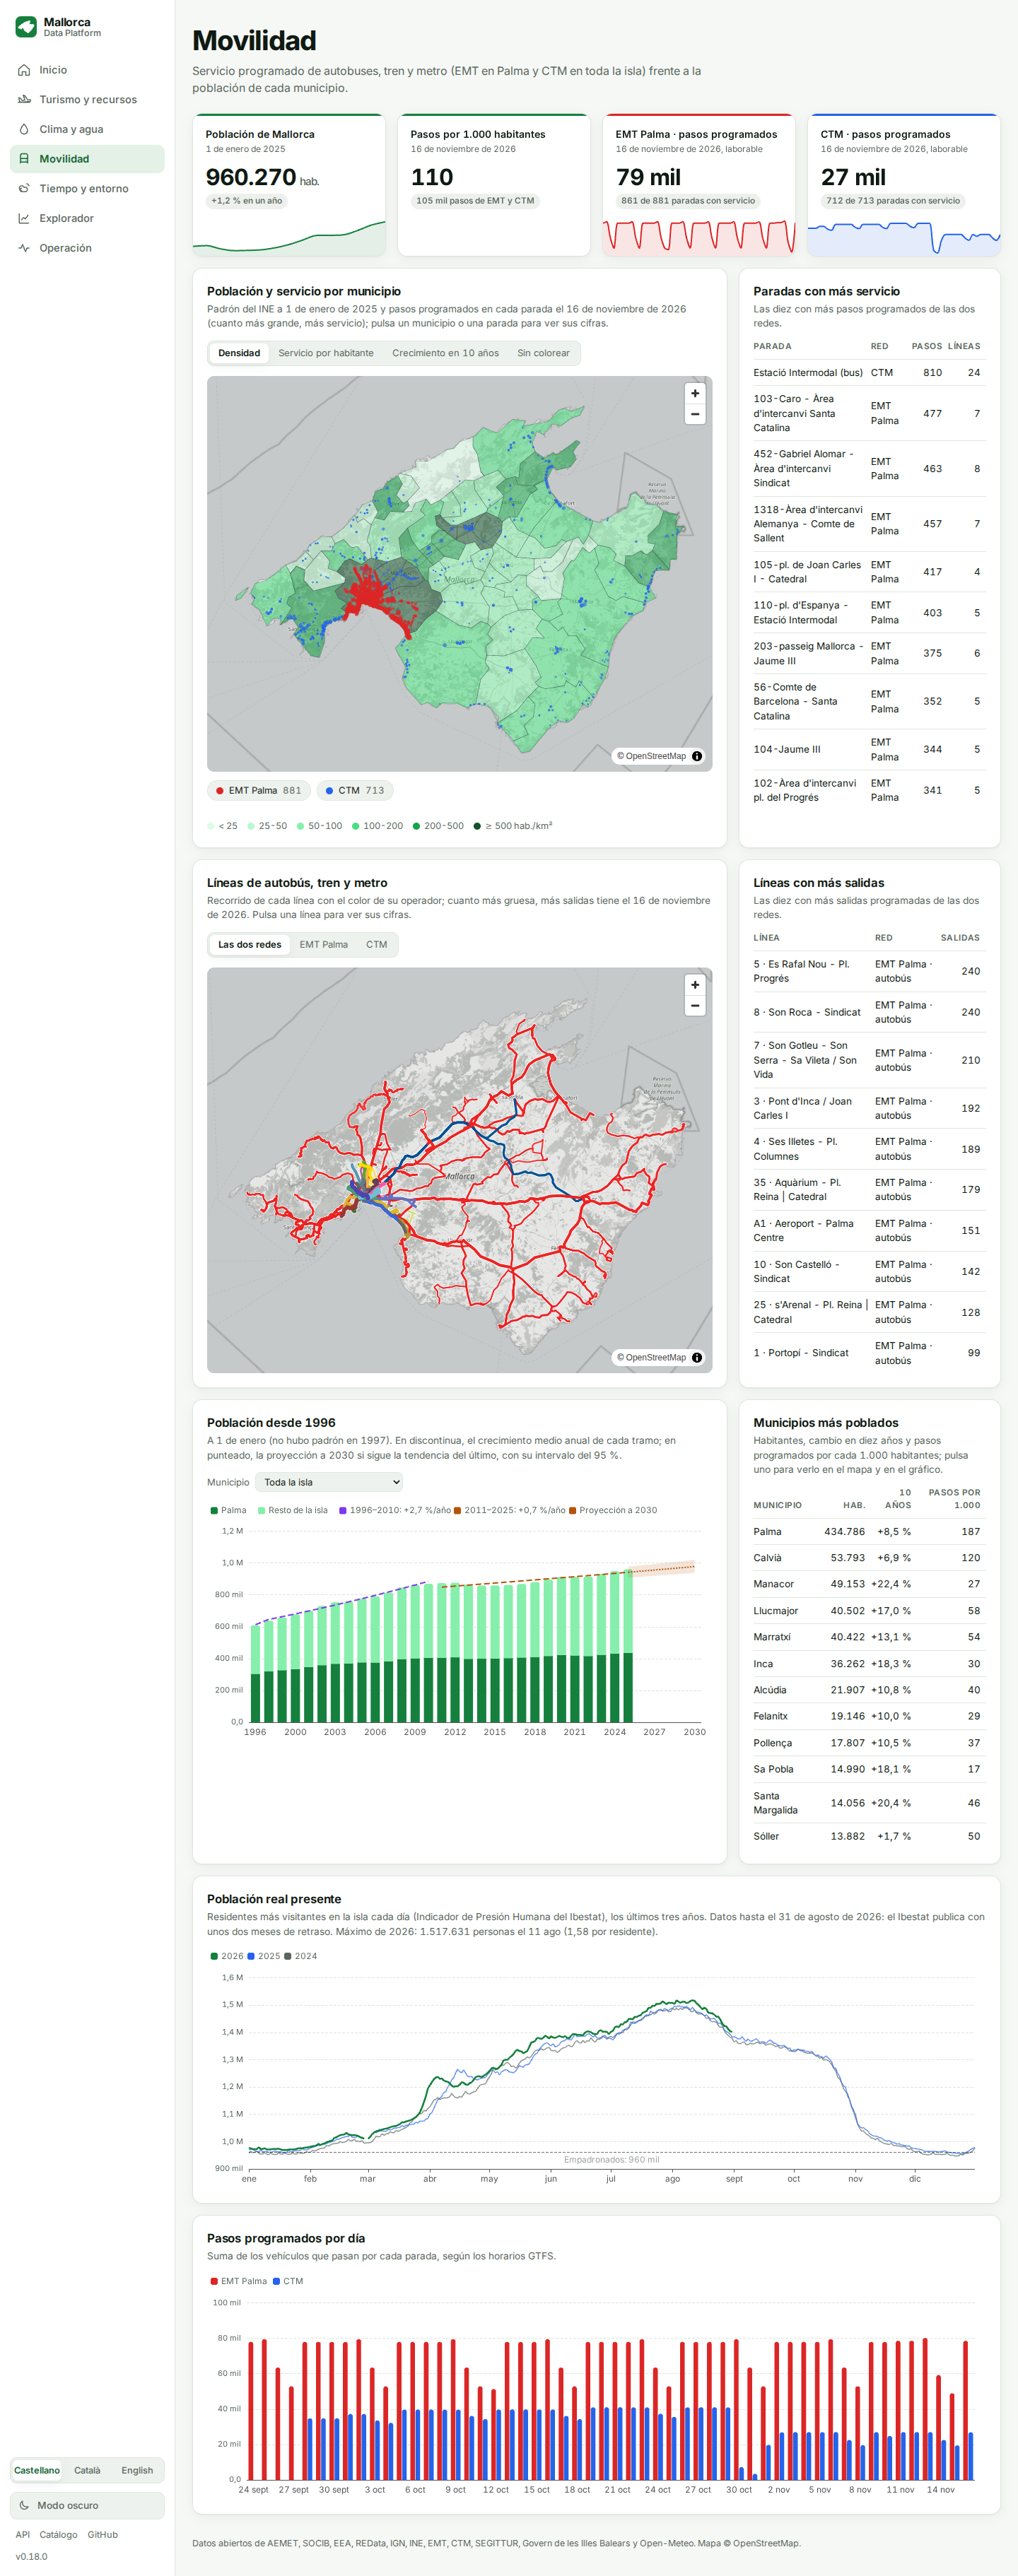 Mallorca
Data Platform
Inicio
Turismo y recursos
Clima y agua
Movilidad
Tiempo y entorno
Explorador
Operación
Castellano Català English
Modo oscuro
API Catálogo GitHub
v0.18.0
Movilidad
Servicio programado de autobuses, tren y metro (EMT en Palma y CTM en toda la isla) frente a la
población de cada municipio.
Población de Mallorca
1 de enero de 2025
960.270 hab.
+1,2 % en un año
Pasos por 1.000 habitantes
16 de noviembre de 2026
110
105 mil pasos de EMT y CTM
EMT Palma · pasos programados
16 de noviembre de 2026, laborable
79 mil
861 de 881 paradas con servicio
CTM · pasos programados
16 de noviembre de 2026, laborable
27 mil
712 de 713 paradas con servicio
Población y servicio por municipio
Padrón del INE a 1 de enero de 2025 y pasos programados en cada parada el 16 de noviembre de 2026
(cuanto más grande, más servicio); pulsa un municipio o una parada para ver sus cifras.
Densidad Servicio por habitante Crecimiento en 10 años Sin colorear
Mallorca
© OpenStreetMap
EMT Palma 881 CTM 713
< 25 25-50 50-100 100-200 200-500 ≥ 500 hab./km²
Paradas con más servicio
Las diez con más pasos programados de las dos
redes.
PARADA RED PASOS LÍNEAS
Estació Intermodal (bus) CTM 810 24
103-Caro - Àrea
d'intercanvi Santa
Catalina
EMT
Palma
477 7
452-Gabriel Alomar -
Àrea d'intercanvi
Sindicat
EMT
Palma
463 8
1318-Àrea d'intercanvi
Alemanya - Comte de
Sallent
EMT
Palma
457 7
105-pl. de Joan Carles
I - Catedral
EMT
Palma
417 4
110-pl. d'Espanya -
Estació Intermodal
EMT
Palma
403 5
203-passeig Mallorca -
Jaume III
EMT
Palma
375 6
56-Comte de
Barcelona - Santa
Catalina
EMT
Palma
352 5
104-Jaume III
EMT
Palma
344 5
102-Àrea d'intercanvi
pl. del Progrés
EMT
Palma
341 5
Líneas de autobús, tren y metro
Recorrido de cada línea con el color de su operador; cuanto más gruesa, más salidas tiene el 16 de noviembre
de 2026. Pulsa una línea para ver sus cifras.
Las dos redes EMT Palma CTM
Mallorca
© OpenStreetMap
Líneas con más salidas
Las diez con más salidas programadas de las dos
redes.
LÍNEA RED SALIDAS
5 · Es Rafal Nou - Pl.
Progrés
EMT Palma ·
autobús
240
8 · Son Roca - Sindicat
EMT Palma ·
autobús
240
7 · Son Gotleu - Son
Serra - Sa Vileta / Son
Vida
EMT Palma ·
autobús
210
3 · Pont d'Inca / Joan
Carles I
EMT Palma ·
autobús
192
4 · Ses Illetes - Pl.
Columnes
EMT Palma ·
autobús
189
35 · Aquàrium - Pl.
Reina | Catedral
EMT Palma ·
autobús
179
A1 · Aeroport - Palma
Centre
EMT Palma ·
autobús
151
10 · Son Castelló -
Sindicat
EMT Palma ·
autobús
142
25 · s'Arenal - Pl. Reina |
Catedral
EMT Palma ·
autobús
128
1 · Portopí - Sindicat
EMT Palma ·
autobús
99
Población desde 1996
A 1 de enero (no hubo padrón en 1997). En discontinua, el crecimiento medio anual de cada tramo; en
punteado, la proyección a 2030 si sigue la tendencia del último, con su intervalo del 95 %.
Municipio Toda la isla
Palma Resto de la isla 1996–2010: +2,7 %/año 2011–2025: +0,7 %/año Proyección a 2030
1,2 M
1,0 M
800 mil
600 mil
400 mil
200 mil
0,0
1996 2000 2003 2006 2009 2012 2015 2018 2021 2024 2027 2030
Municipios más poblados
Habitantes, cambio en diez años y pasos
programados por cada 1.000 habitantes; pulsa
uno para verlo en el mapa y en el gráfico.
MUNICIPIO HAB. 10 AÑOS PASOS POR 1.000
Palma 434.786 +8,5 % 187
Calvià 53.793 +6,9 % 120
Manacor 49.153 +22,4 % 27
Llucmajor 40.502 +17,0 % 58
Marratxí 40.422 +13,1 % 54
Inca 36.262 +18,3 % 30
Alcúdia 21.907 +10,8 % 40
Felanitx 19.146 +10,0 % 29
Pollença 17.807 +10,5 % 37
Sa Pobla 14.990 +18,1 % 17
Santa
Margalida
14.056 +20,4 % 46
Sóller 13.882 +1,7 % 50
Población real presente
Residentes más visitantes en la isla cada día (Indicador de Presión Humana del Ibestat), los últimos tres años. Datos hasta el 31 de agosto de 2026: el Ibestat publica con
unos dos meses de retraso. Máximo de 2026: 1.517.631 personas el 11 ago (1,58 por residente).
2026 2025 2024
1,6 M
1,5 M
1,4 M
1,3 M
1,2 M
1,1 M
1,0 M
900 mil
Empadronados: 960 mil
ene feb mar abr may jun jul ago sept oct nov dic
Pasos programados por día
Suma de los vehículos que pasan por cada parada, según los horarios GTFS.
EMT Palma CTM
100 mil
80 mil
60 mil
40 mil
20 mil
0,0
24 sept 27 sept 30 sept 3 oct 6 oct 9 oct 12 oct 15 oct 18 oct 21 oct 24 oct 27 oct 30 oct 2 nov 5 nov 8 nov 11 nov 14 nov
Datos abiertos de AEMET, SOCIB, EEA, REData, IGN, INE, EMT, CTM, SEGITTUR, Govern de les Illes Balears y Open-Meteo. Mapa © OpenStreetMap.